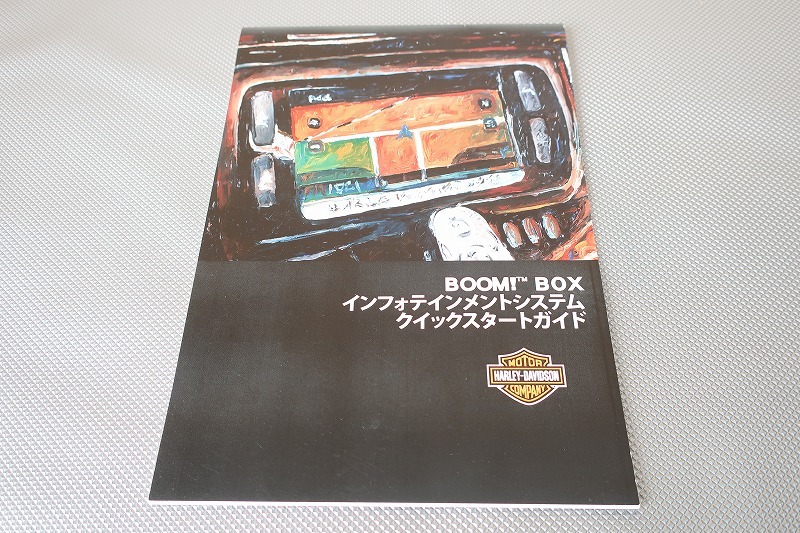 BOOM!™ BOX
インフォテインメントシステム
クイックスタートガイド
MOTOR
HARLEY-DAVIDSON
COMPANY